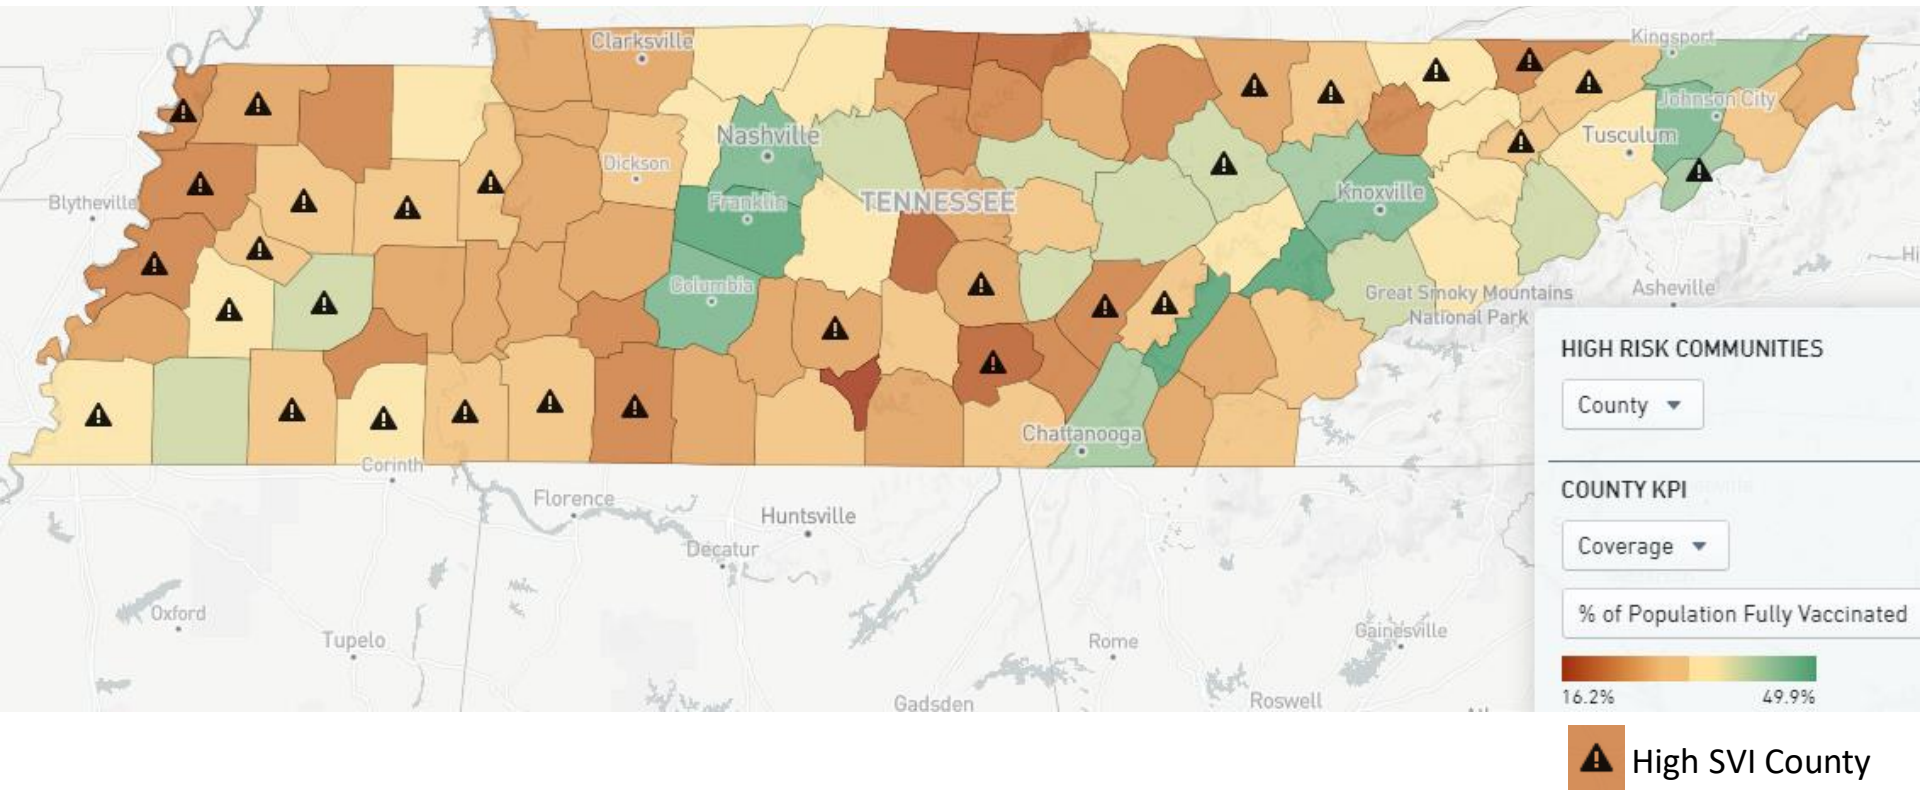 Clarksville
Kingsport
Johnson City
Nashville
Tusculum
Dickson
Blytheville
Franklin
TENNESSEE
Knoxville
Hi
Columbia
Great Smoky Mountains
National Park
Asheville
HIGH RISK COMMUNITIES
County
Chattanooga
Corinth
COUNTY KPI
Florence
Huntsville
Decatur
Coverage
Oxford
Tupelo
Rome
Gainesville
% of Population Fully Vaccinated
Gadsden
Roswell
16.2%
49.9%
High SVI County